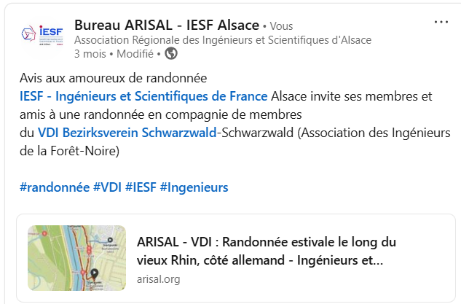 IESF
Bureau ARISAL - IESF Alsace • Vous
Association Régionale des Ingénieurs et Scientifiques d'Alsace
3 mois • Modifié •
Avis aux amoureux de randonnée
IESF - Ingénieurs et Scientifiques de France Alsace invite ses membres et
amis à une randonnée en compagnie de membres
du VDI Bezirksverein Schwarzwald-Schwarzwald (Association des Ingénieurs
de la Forêt-Noire)
#randonnée #VDI #IESF #Ingenieurs
ARISAL - VDI : Randonnée estivale le long du
vieux Rhin, côté allemand - Ingénieurs et...
arisal.org